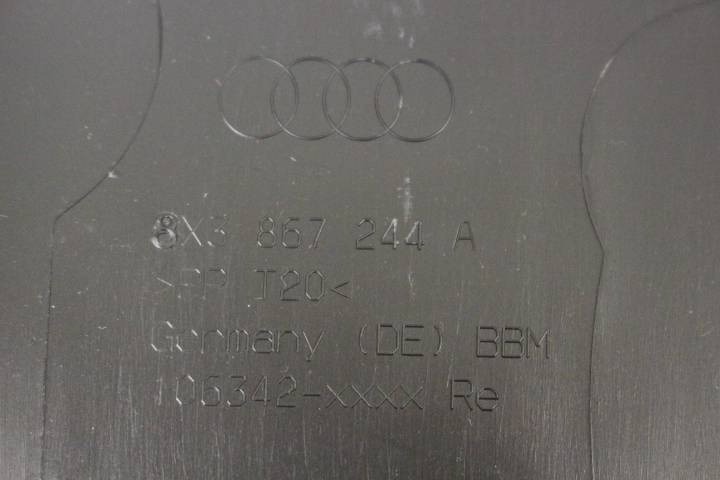 8X3 867 244 A
>PP T20<
Germany (DE) BBM
106342-xxxx Re